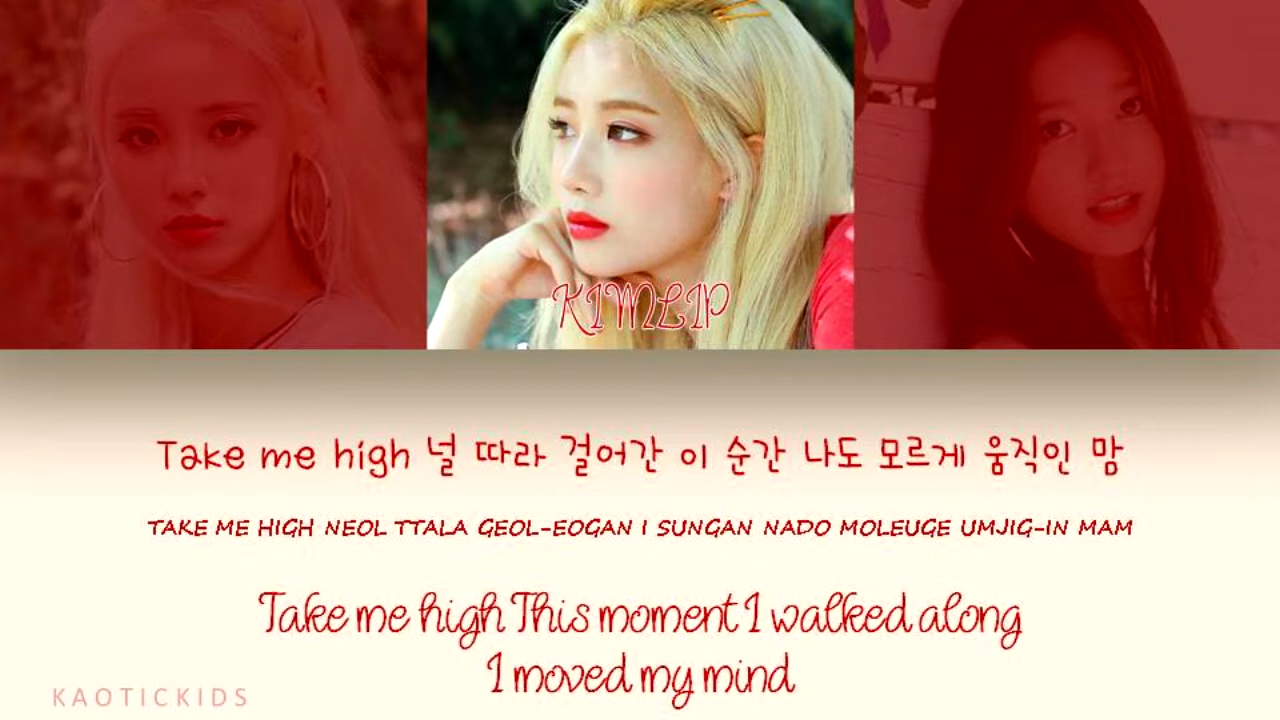 KIMLIP
Take me high 널 따라 걸어간 이 순간 나도 모르게 움직인 맘
TAKE ME HIGH NEOL TTALA GEOL-EOGAN I SUNGAN NADO MOLEUGE UMJIG-IN MAM
Take me high This moment I walked along
I moved my mind
KAOTICKIDS